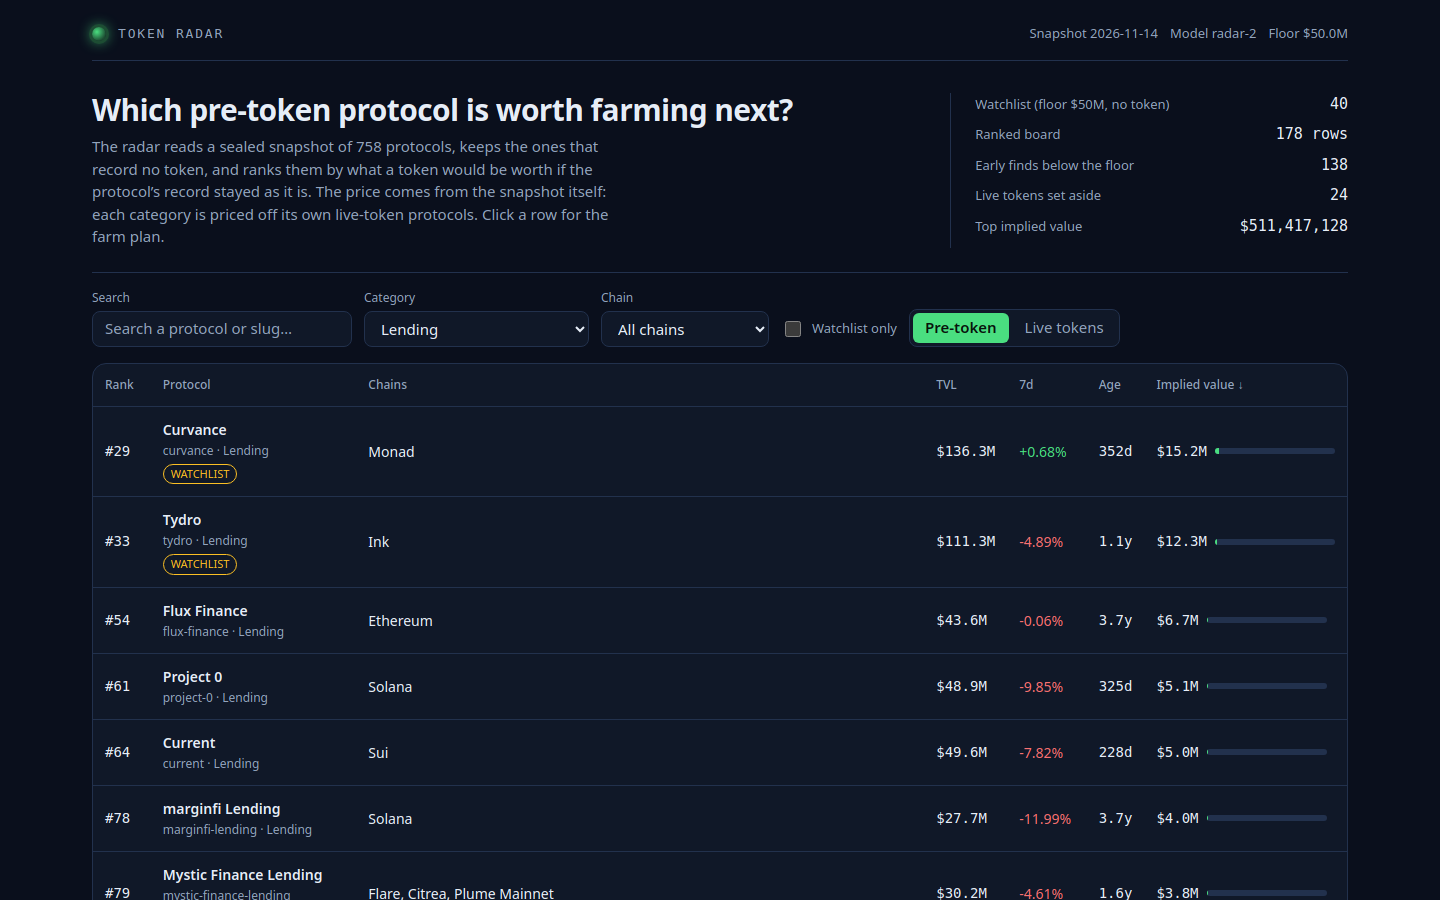 TOKEN RADAR
Snapshot 2026-11-14 Model radar-2 Floor $50.0M
Which pre-token protocol is worth farming next?
The radar reads a sealed snapshot of 758 protocols, keeps the ones that
record no token, and ranks them by what a token would be worth if the
protocol’s record stayed as it is. The price comes from the snapshot itself:
each category is priced off its own live-token protocols. Click a row for the
farm plan.
Watchlist (floor $50M, no token) 40
Ranked board 178 rows
Early finds below the floor 138
Live tokens set aside 24
Top implied value $511,417,128
Search Category Chain
Search a protocol or slug... Lending All chains Watchlist only Pre-token Live tokens
Rank Protocol Chains TVL 7d Age Implied value ↓
Curvance
#29 curvance · Lending Monad $136.3M +0.68% 352d $15.2M
WATCHLIST
Tydro
#33 tydro · Lending Ink $111.3M -4.89% 1.1y $12.3M
WATCHLIST
Flux Finance
#54 flux-finance · Lending Ethereum $43.6M -0.06% 3.7y $6.7M
Project 0
#61 project-0 · Lending Solana $48.9M -9.85% 325d $5.1M
Current
#64 current · Lending Sui $49.6M -7.82% 228d $5.0M
marginfi Lending
#78 marginfi-lending · Lending Solana $27.7M -11.99% 3.7y $4.0M
Mystic Finance Lending
#79 mystic-finance-lending Flare, Citrea, Plume Mainnet $30.2M -4.61% 1.6y $3.8M